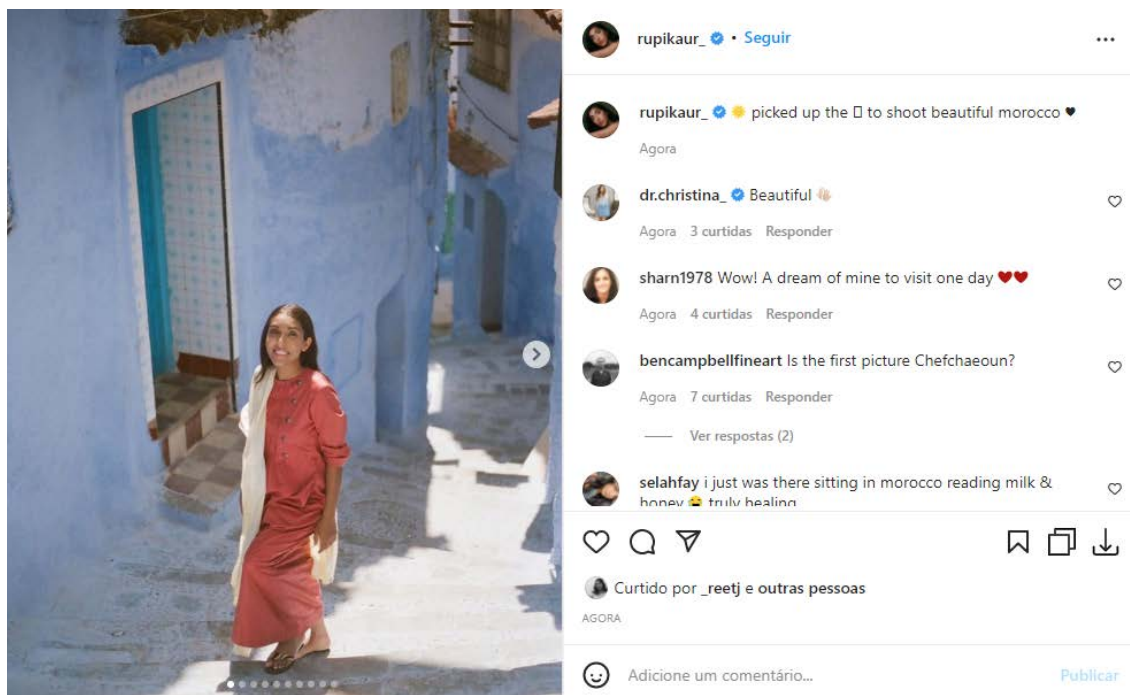 rupikaur_ • Seguir
rupikaur_ picked up the to shoot beautiful morocco
Agora
dr.christina_ Beautiful
Agora 3 curtidas Responder
sharn1978 Wow! A dream of mine to visit one day
Agora 4 curtidas Responder
bencampbellfineart Is the first picture Chefchaeoun?
Agora 7 curtidas Responder
Ver respostas (2)
selahfay i just was there sitting in morocco reading milk &
honey truly healing
Curtido por _reetj e outras pessoas
AGORA
Adicione um comentário... Publicar